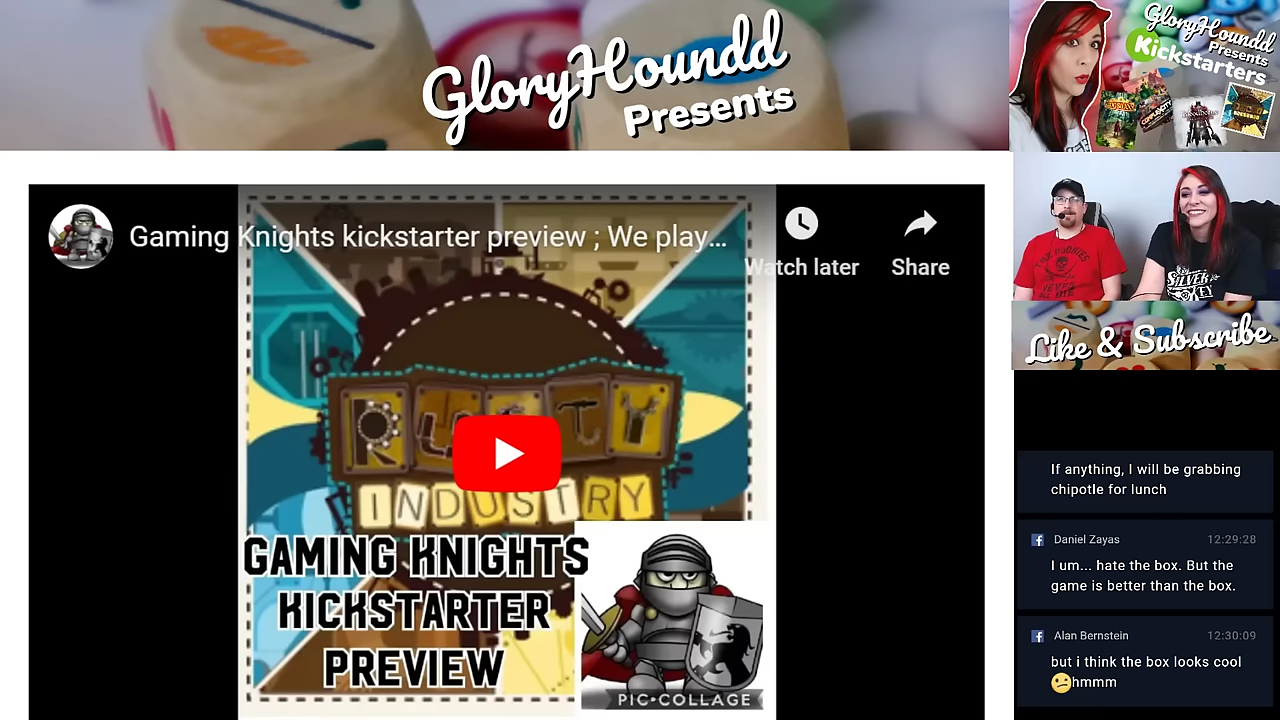 GloryHoundd
Presents
GloryHoundd
Presents
Kickstarters
Gaming Knights kickstarter preview ; We play...
Watch later
Share
RUSTY
INDUSTRY
GAMING KNIGHTS
KICKSTARTER
PREVIEW
PIC•COLLAGE
Like & Subscribe
If anything, I will be grabbing
chipotle for lunch
Daniel Zayas
12:29:28
I um... hate the box. But the
game is better than the box.
Alan Bernstein
12:30:09
but i think the box looks cool
hmmm